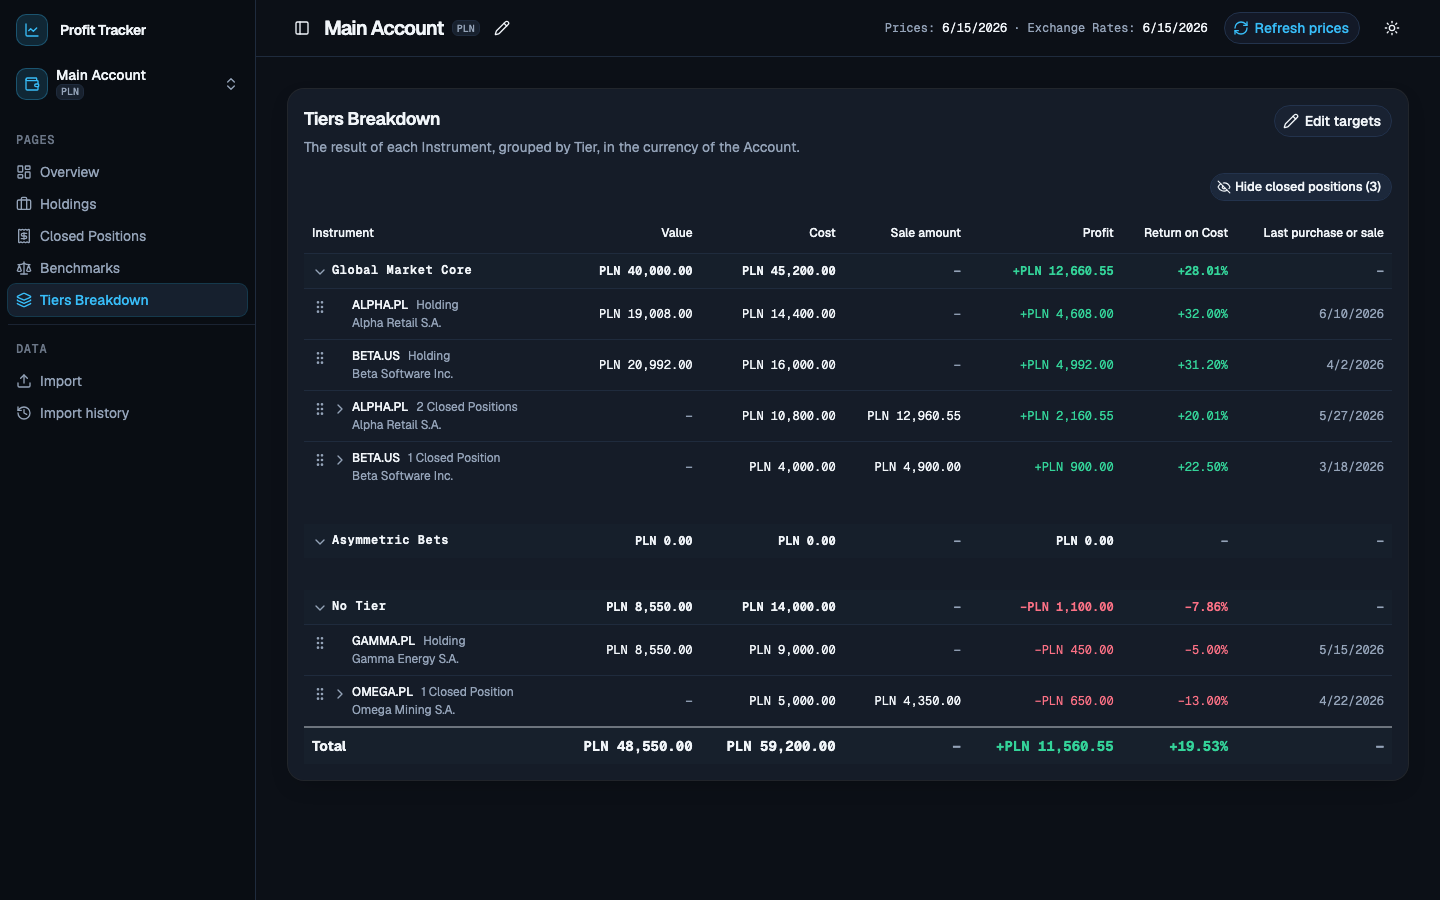 Profit Tracker
Main Account
PLN
PAGES
Overview
Holdings
Closed Positions
Benchmarks
Tiers Breakdown
DATA
Import
Import history
Main Account PLN
Prices: 6/15/2026 · Exchange Rates: 6/15/2026
Refresh prices
Tiers Breakdown
Edit targets
The result of each Instrument, grouped by Tier, in the currency of the Account.
Hide closed positions (3)
Instrument Value Cost Sale amount Profit Return on Cost Last purchase or sale
Global Market Core PLN 40,000.00 PLN 45,200.00 – +PLN 12,660.55 +28.01% –
ALPHA.PL Holding
Alpha Retail S.A.
PLN 19,008.00 PLN 14,400.00 – +PLN 4,608.00 +32.00% 6/10/2026
BETA.US Holding
Beta Software Inc.
PLN 20,992.00 PLN 16,000.00 – +PLN 4,992.00 +31.20% 4/2/2026
ALPHA.PL 2 Closed Positions
Alpha Retail S.A.
– PLN 10,800.00 PLN 12,960.55 +PLN 2,160.55 +20.01% 5/27/2026
BETA.US 1 Closed Position
Beta Software Inc.
– PLN 4,000.00 PLN 4,900.00 +PLN 900.00 +22.50% 3/18/2026
Asymmetric Bets PLN 0.00 PLN 0.00 – PLN 0.00 – –
No Tier PLN 8,550.00 PLN 14,000.00 – −PLN 1,100.00 −7.86% –
GAMMA.PL Holding
Gamma Energy S.A.
PLN 8,550.00 PLN 9,000.00 – −PLN 450.00 −5.00% 5/15/2026
OMEGA.PL 1 Closed Position
Omega Mining S.A.
– PLN 5,000.00 PLN 4,350.00 −PLN 650.00 −13.00% 4/22/2026
Total PLN 48,550.00 PLN 59,200.00 – +PLN 11,560.55 +19.53% –